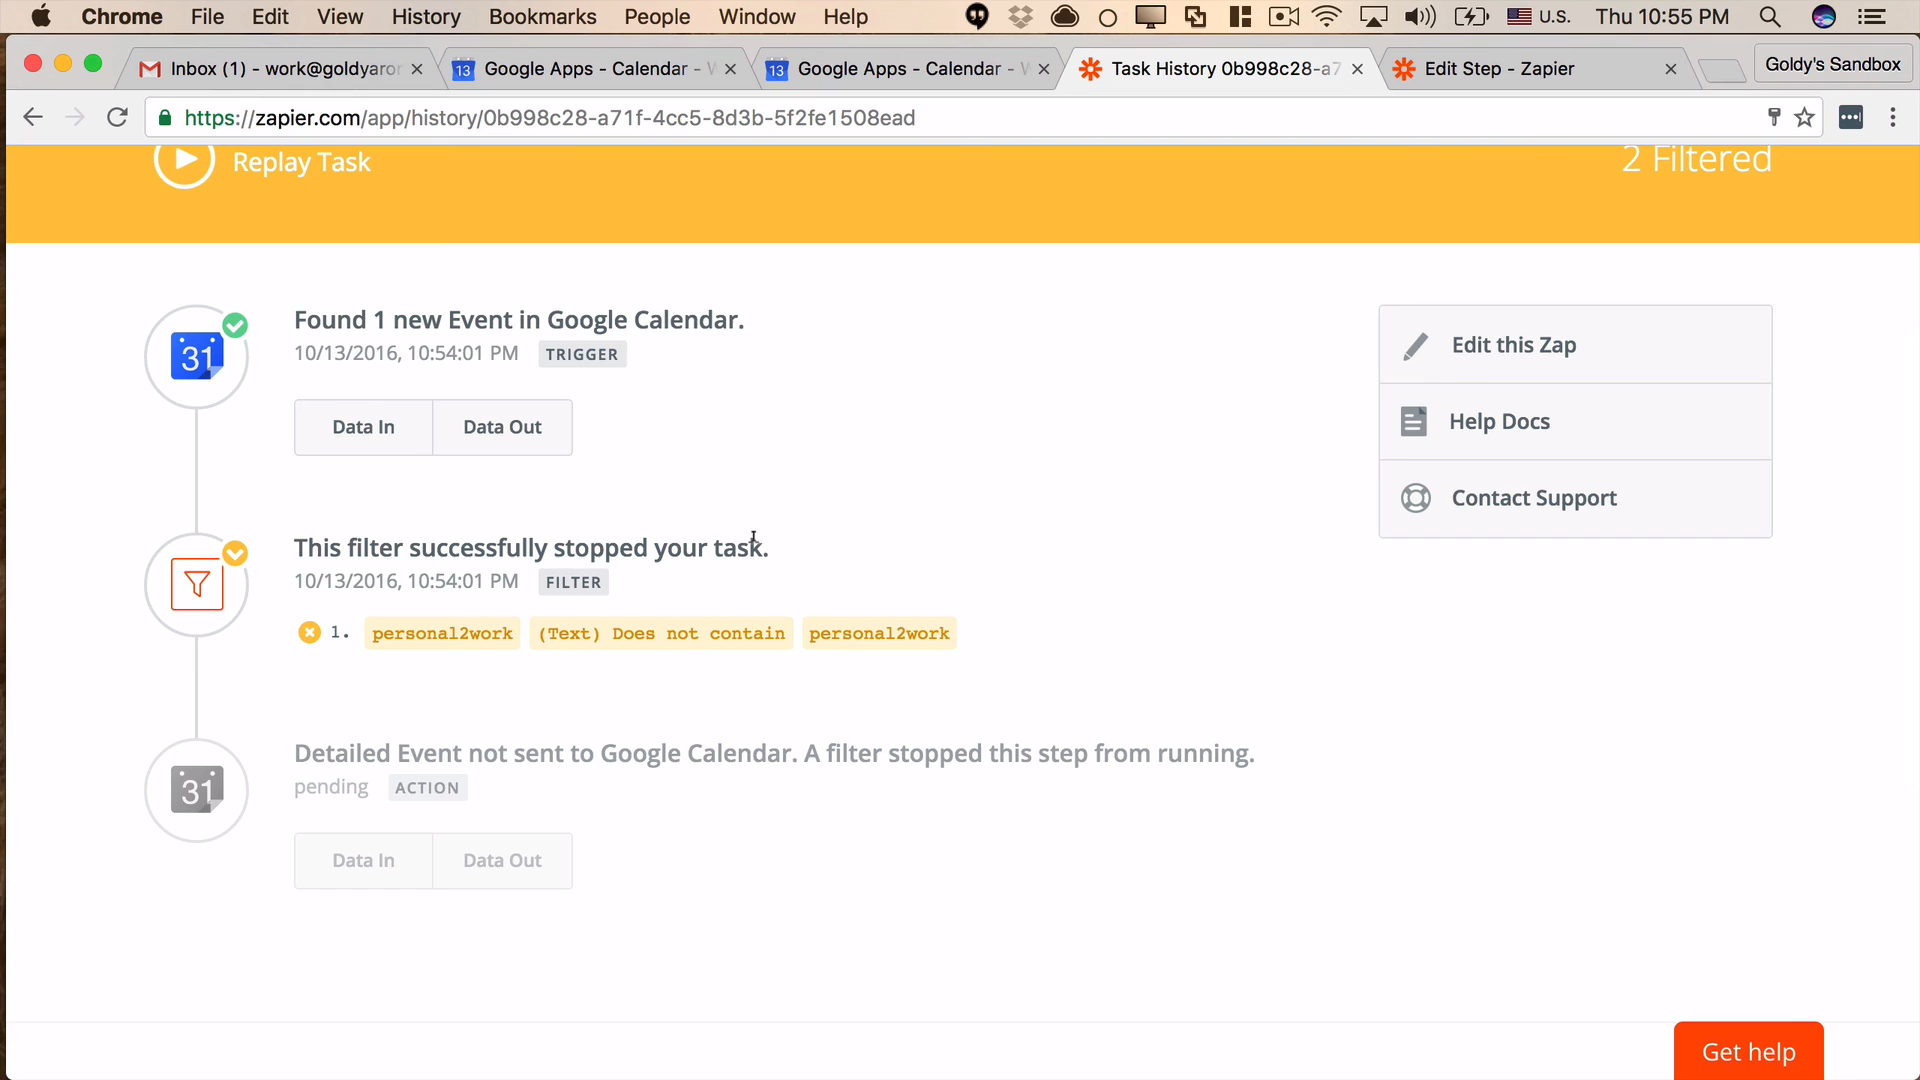 Chrome File Edit View History Bookmarks People Window Help U.S. Thu 10:55 PM
Inbox (1) - work@goldyaror 13 Google Apps - Calendar - 13 Google Apps - Calendar - Task History 0b998c28-a7 Edit Step - Zapier Goldy's Sandbox
https://zapier.com/app/history/0b998c28-a71f-4cc5-8d3b-5f2fe1508ead
Replay Task 2 Filtered
31 Found 1 new Event in Google Calendar.
10/13/2016, 10:54:01 PM TRIGGER
Data In Data Out
Edit this Zap
Help Docs
Contact Support
This filter successfully stopped your task.
10/13/2016, 10:54:01 PM FILTER
1. personal2work (Text) Does not contain personal2work
31 Detailed Event not sent to Google Calendar. A filter stopped this step from running.
pending ACTION
Data In Data Out
Get help